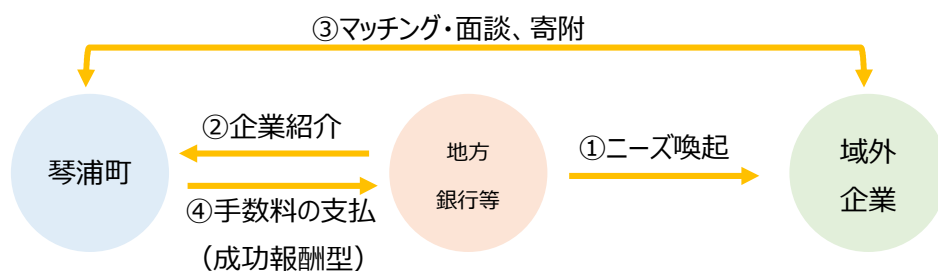 ③マッチング・面談、寄附
②企業紹介
①ニーズ喚起
琴浦町
地方
銀行等
域外
企業
④手数料の支払
（成功報酬型）